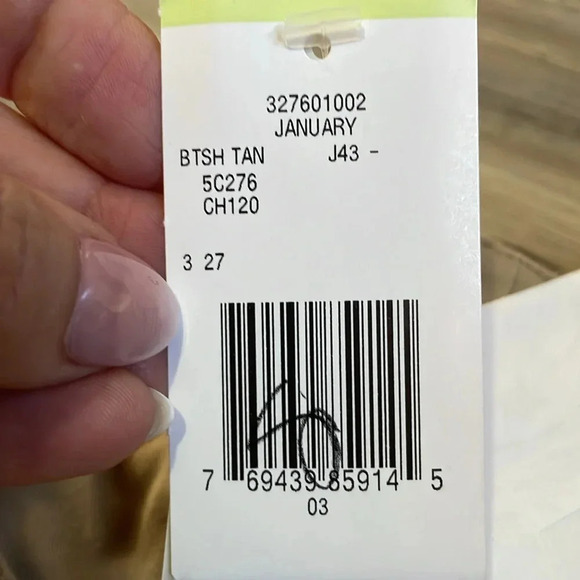 327601002
JANUARY
BTSH TAN J43 -
5C276
CH120
3 27
7 69439 85914 5
03